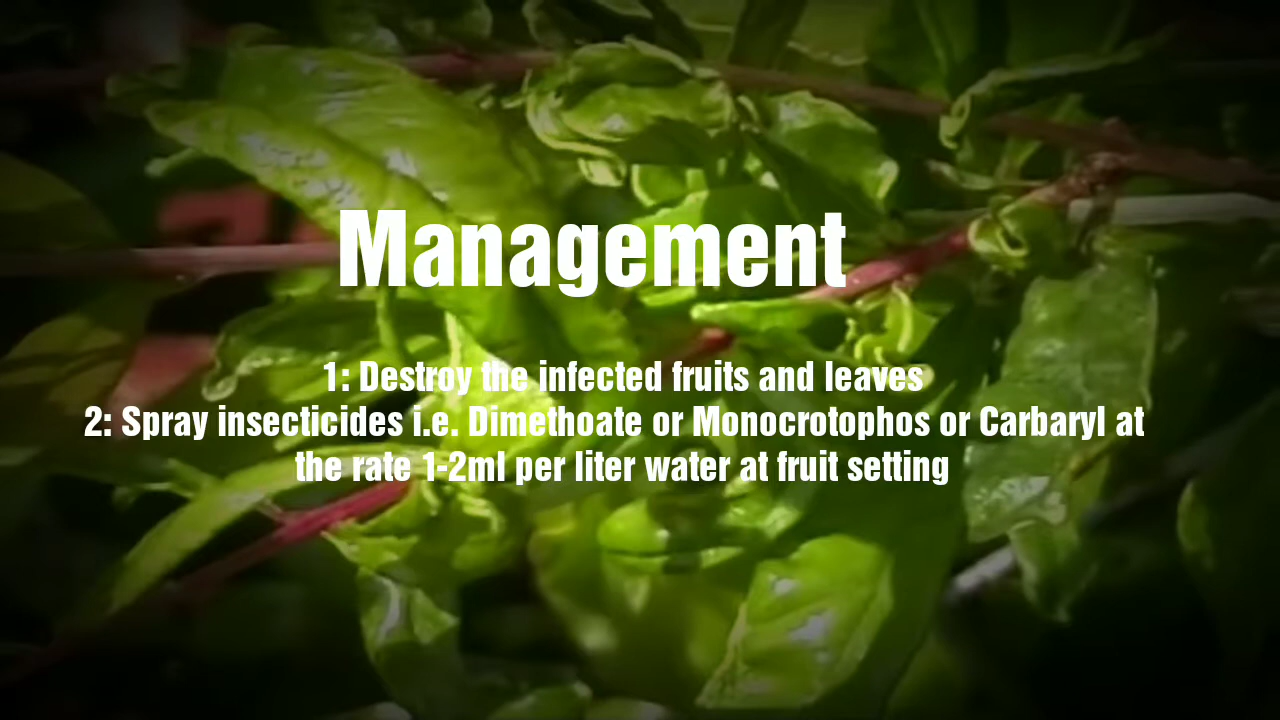 Management
1: Destroy the infected fruits and leaves
2: Spray insecticides i.e. Dimethoate or Monocrotophos or Carbaryl at
the rate 1-2ml per liter water at fruit setting